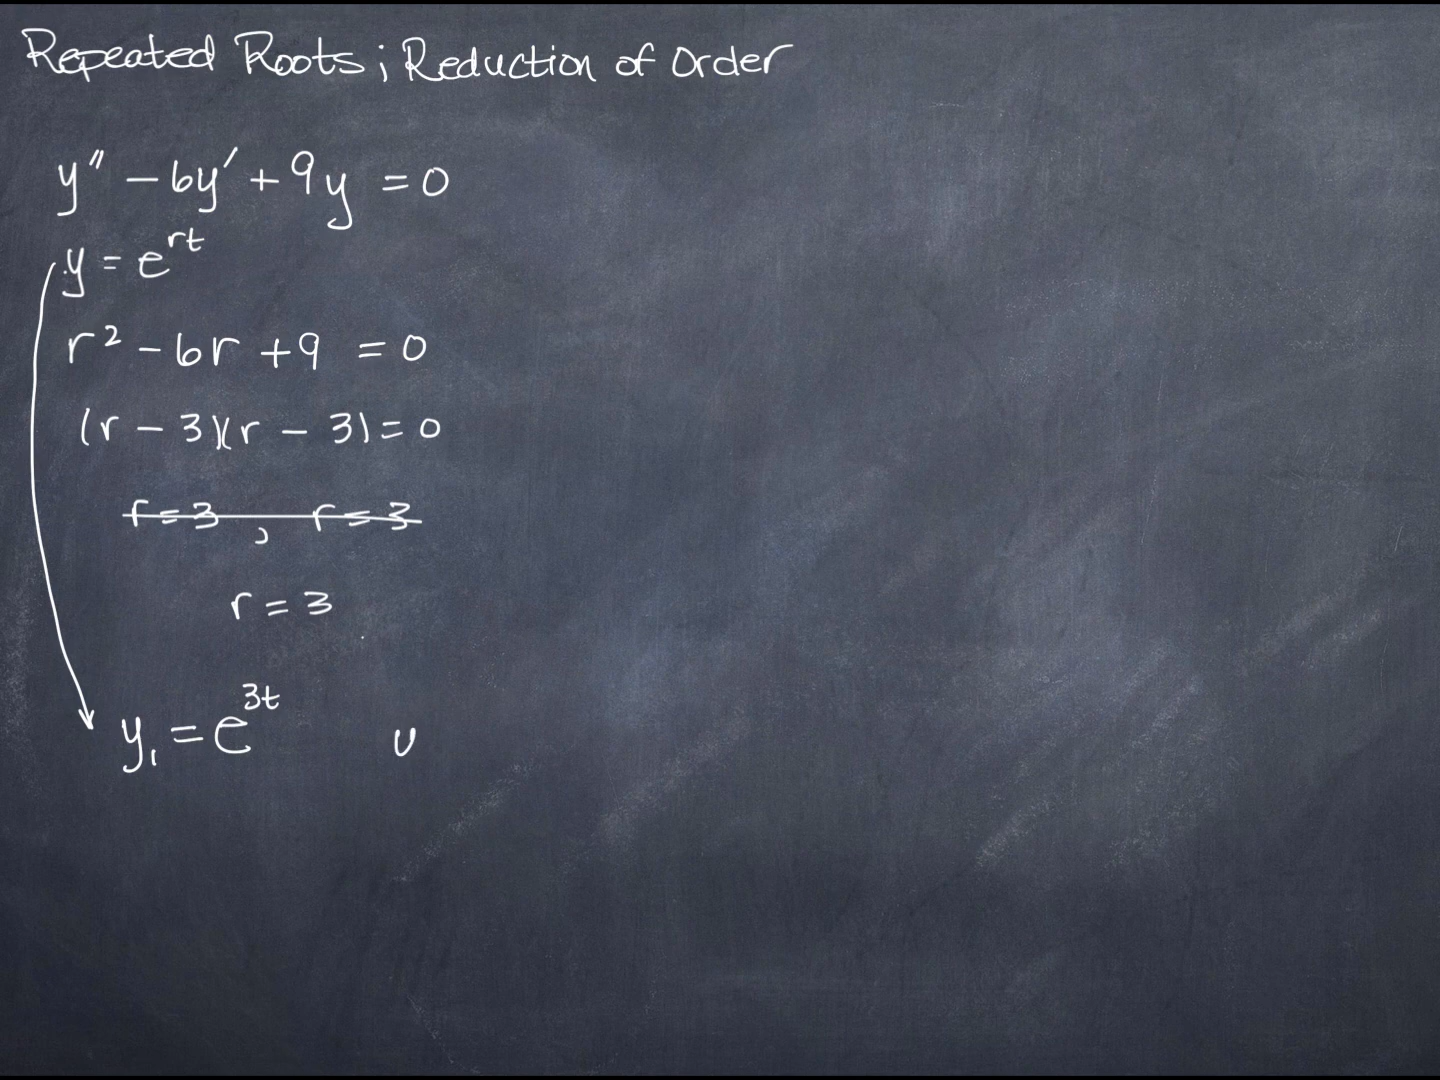 Repeated Roots ; Reduction of Order
y'' - 6y' + 9y = 0
y = e^rt
r² - 6r + 9 = 0
(r - 3)(r - 3) = 0
r = 3 , r = 3
r = 3
y₁ = e^3t